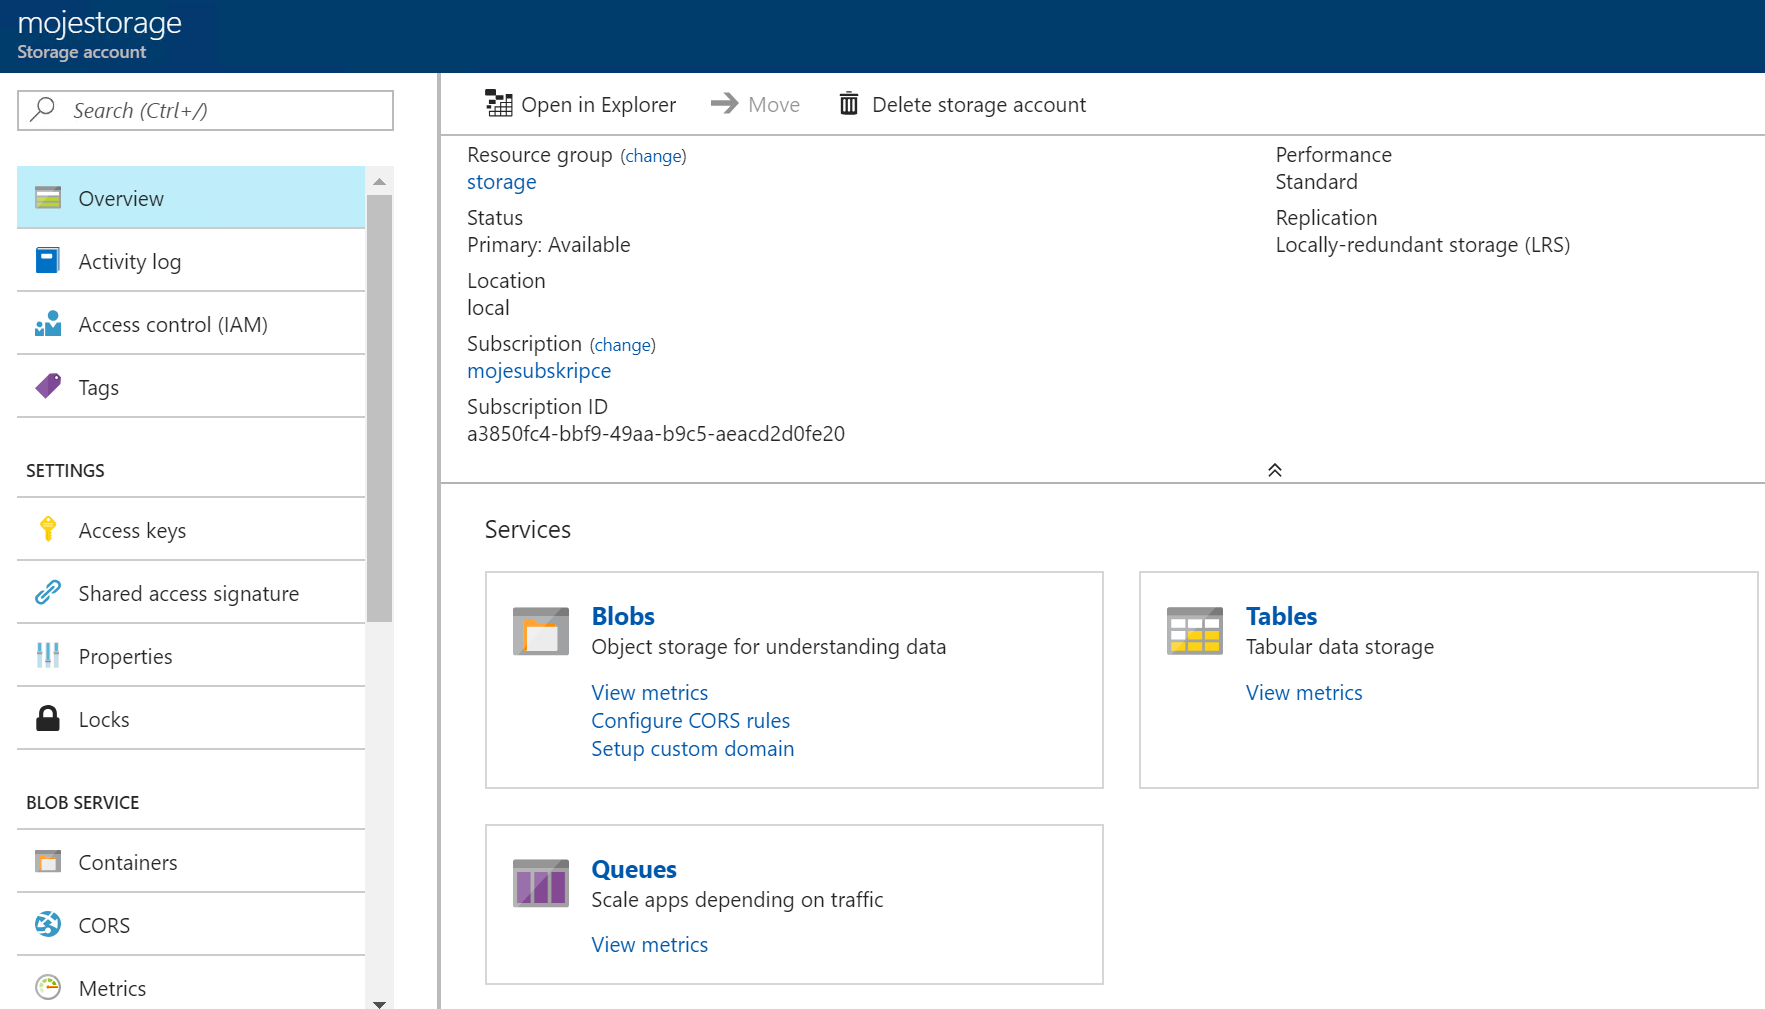 mojestorage
Storage account
Search (Ctrl+/)
Overview
Activity log
Access control (IAM)
Tags
SETTINGS
Access keys
Shared access signature
Properties
Locks
BLOB SERVICE
Containers
CORS
Metrics
Open in Explorer
Move
Delete storage account
Resource group (change)
storage
Status
Primary: Available
Location
local
Subscription (change)
mojesubskripce
Subscription ID
a3850fc4-bbf9-49aa-b9c5-aeacd2d0fe20
Performance
Standard
Replication
Locally-redundant storage (LRS)
Services
Blobs
Object storage for understanding data
View metrics
Configure CORS rules
Setup custom domain
Tables
Tabular data storage
View metrics
Queues
Scale apps depending on traffic
View metrics